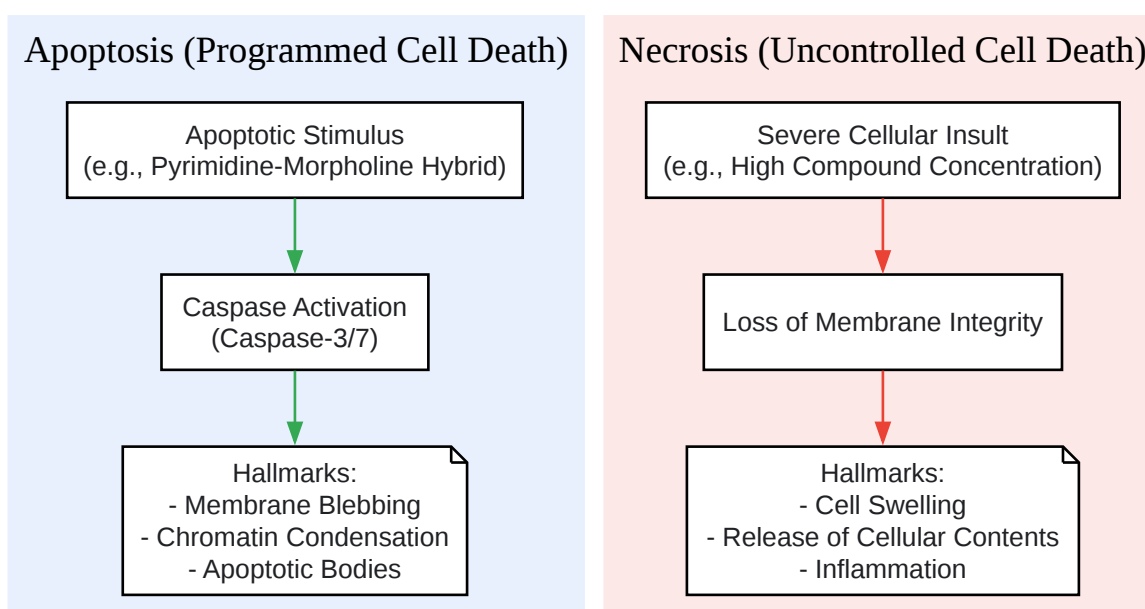 Apoptosis (Programmed Cell Death)
Apoptotic Stimulus
(e.g., Pyrimidine-Morpholine Hybrid)
Caspase Activation
(Caspase-3/7)
Hallmarks:
- Membrane Blebbing
- Chromatin Condensation
- Apoptotic Bodies
Necrosis (Uncontrolled Cell Death)
Severe Cellular Insult
(e.g., High Compound Concentration)
Loss of Membrane Integrity
Hallmarks:
- Cell Swelling
- Release of Cellular Contents
- Inflammation